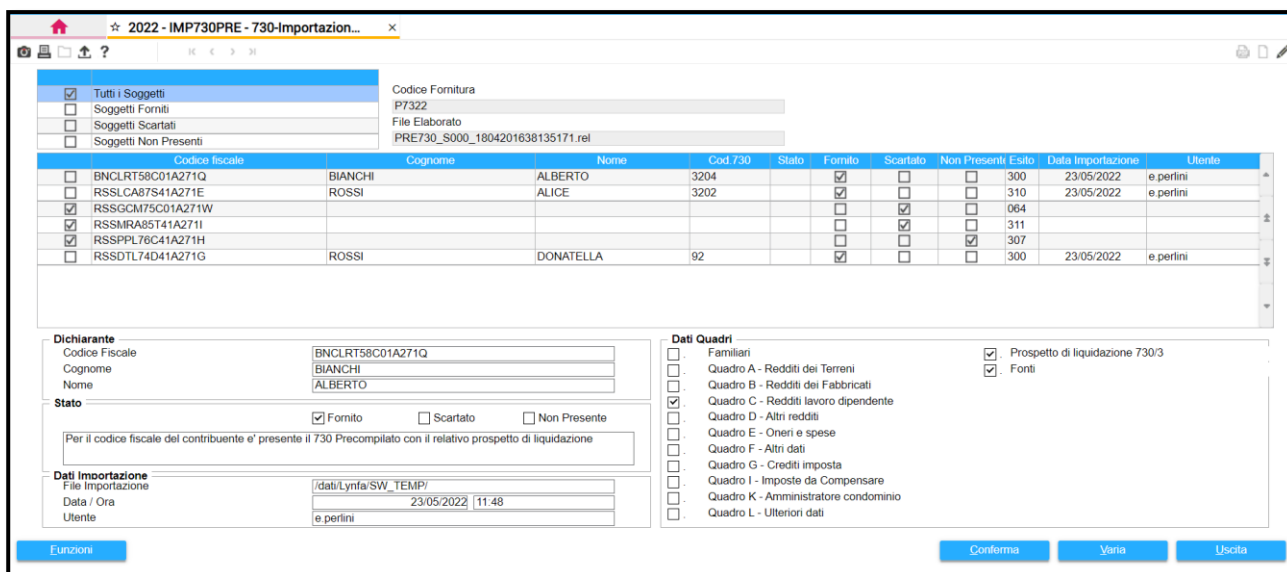 ☆ 2022 - IMP730PRE - 730-Importazion... ×
?
Tutti i Soggetti
Soggetti Forniti
Soggetti Scartati
Soggetti Non Presenti
Codice Fornitura
P7322
File Elaborato
PRE730_S000_1804201638135171.rel
Codice fiscale Cognome Nome Cod.730 Stato Fornito Scartato Non Presente Esito Data Importazione Utente
BNCLRT58C01A271Q BIANCHI ALBERTO 3204 300 23/05/2022 e.perlini
RSSLCA87S41A271E ROSSI ALICE 3202 310 23/05/2022 e.perlini
RSSGCM75C01A271W 064
RSSMRA85T41A271I 311
RSSPPL76C41A271H 307
RSSDTL74D41A271G ROSSI DONATELLA 92 300 23/05/2022 e.perlini
Dichiarante
Codice Fiscale BNCLRT58C01A271Q
Cognome BIANCHI
Nome ALBERTO
Stato
Fornito Scartato Non Presente
Per il codice fiscale del contribuente e' presente il 730 Precompilato con il relativo prospetto di liquidazione
Dati Importazione
File Importazione /dati/Lynfa/SW_TEMP/
Data / Ora 23/05/2022 11:48
Utente e.perlini
Dati Quadri
. Familiari
. Quadro A - Redditi dei Terreni
. Quadro B - Redditi dei Fabbricati
. Quadro C - Redditi lavoro dipendente
. Quadro D - Altri redditi
. Quadro E - Oneri e spese
. Quadro F - Altri dati
. Quadro G - Crediti imposta
. Quadro I - Imposte da Compensare
. Quadro K - Amministratore condominio
. Quadro L - Ulteriori dati
. Prospetto di liquidazione 730/3
. Fonti
Funzioni
Conferma
Varia
Uscita